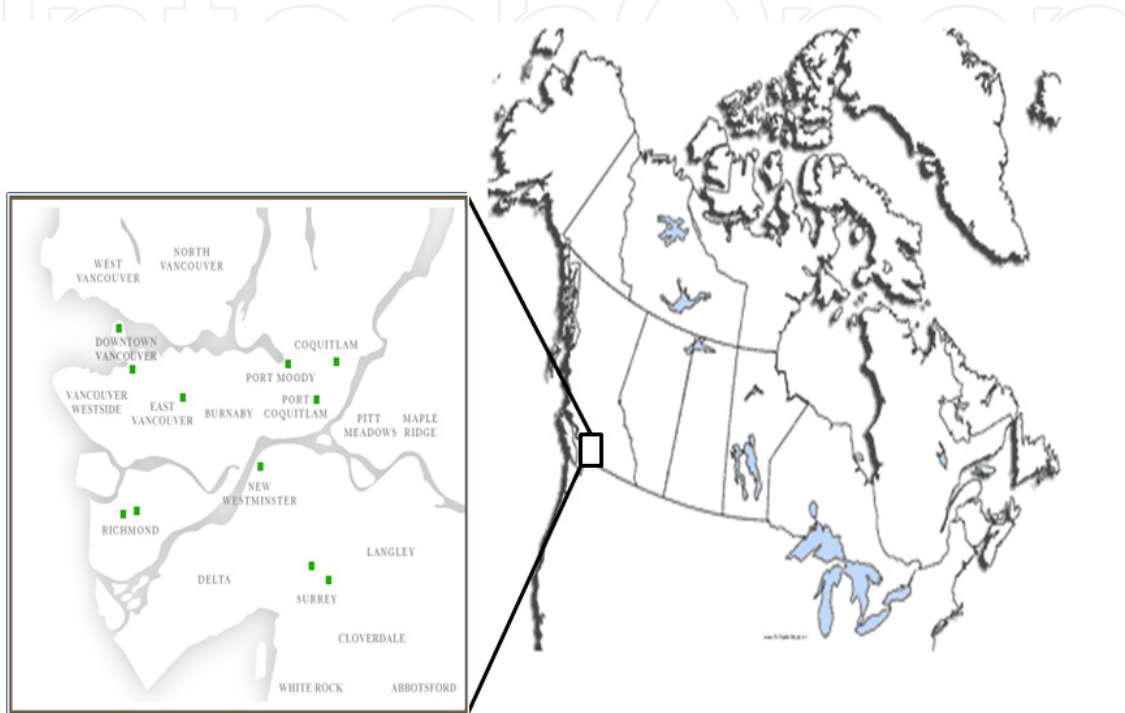 WEST
VANCOUVER
NORTH
VANCOUVER
DOWNTOWN
VANCOUVER
COQUITLAM
PORT MOODY
VANCOUVER
WESTSIDE
EAST
VANCOUVER
BURNABY
PORT
COQUITLAM
PITT
MEADOWS
MAPLE
RIDGE
NEW
WESTMINSTER
RICHMOND
DELTA
LANGLEY
SURREY
CLOVERDALE
WHITE ROCK
ABBOTSFORD